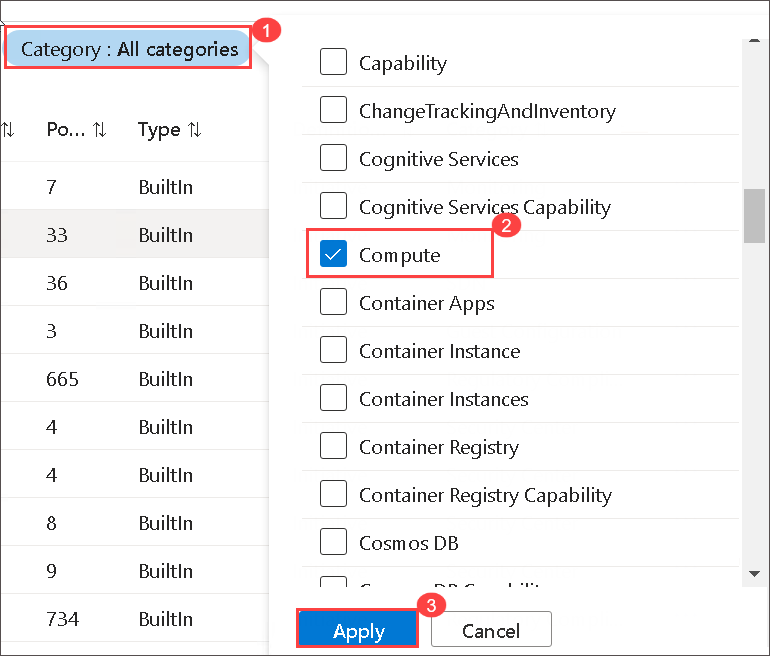 Category : All categories
1
Po...
Type
7 BuiltIn
33 BuiltIn
36 BuiltIn
3 BuiltIn
665 BuiltIn
4 BuiltIn
4 BuiltIn
8 BuiltIn
9 BuiltIn
734 BuiltIn
Capability
ChangeTrackingAndInventory
Cognitive Services
Cognitive Services Capability
2
Compute
Container Apps
Container Instance
Container Instances
Container Registry
Container Registry Capability
Cosmos DB
3
Apply
Cancel